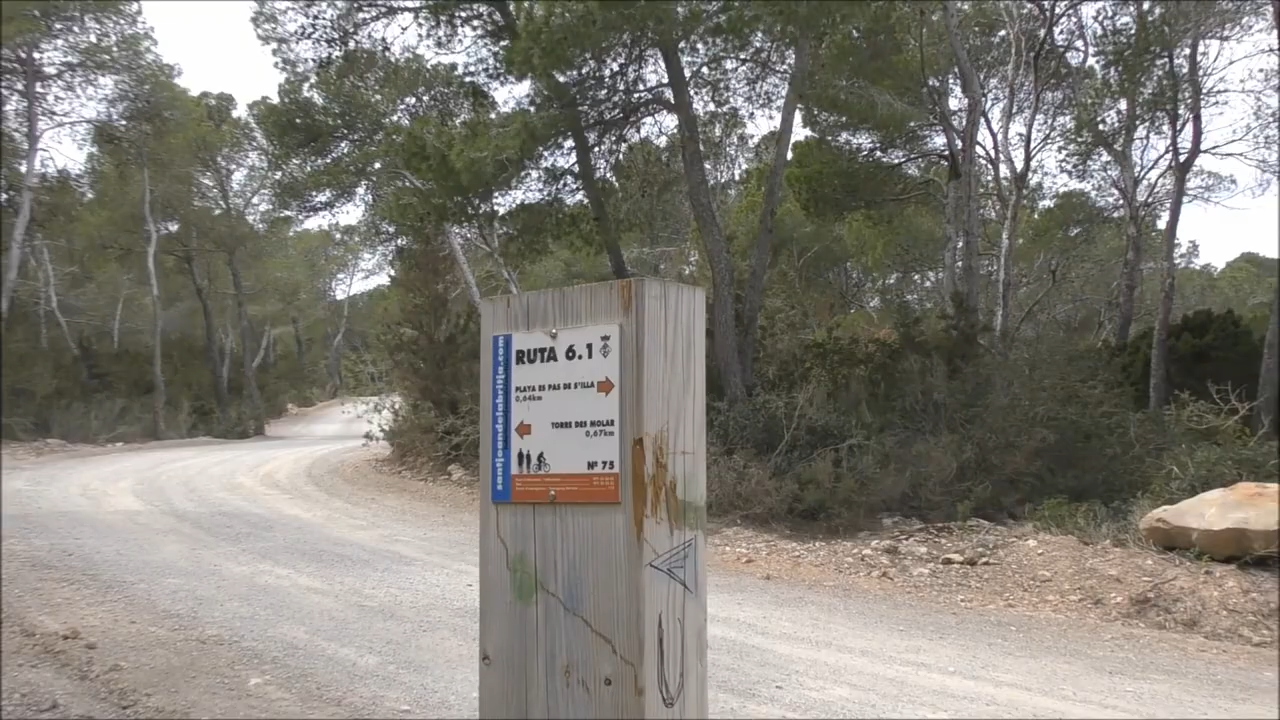 santjoandelabritja.com
RUTA 6.1
PLAYA ES PAS DE S'ILLA
0,64km
TORRE DES MOLAR
0,67km
Nº 75